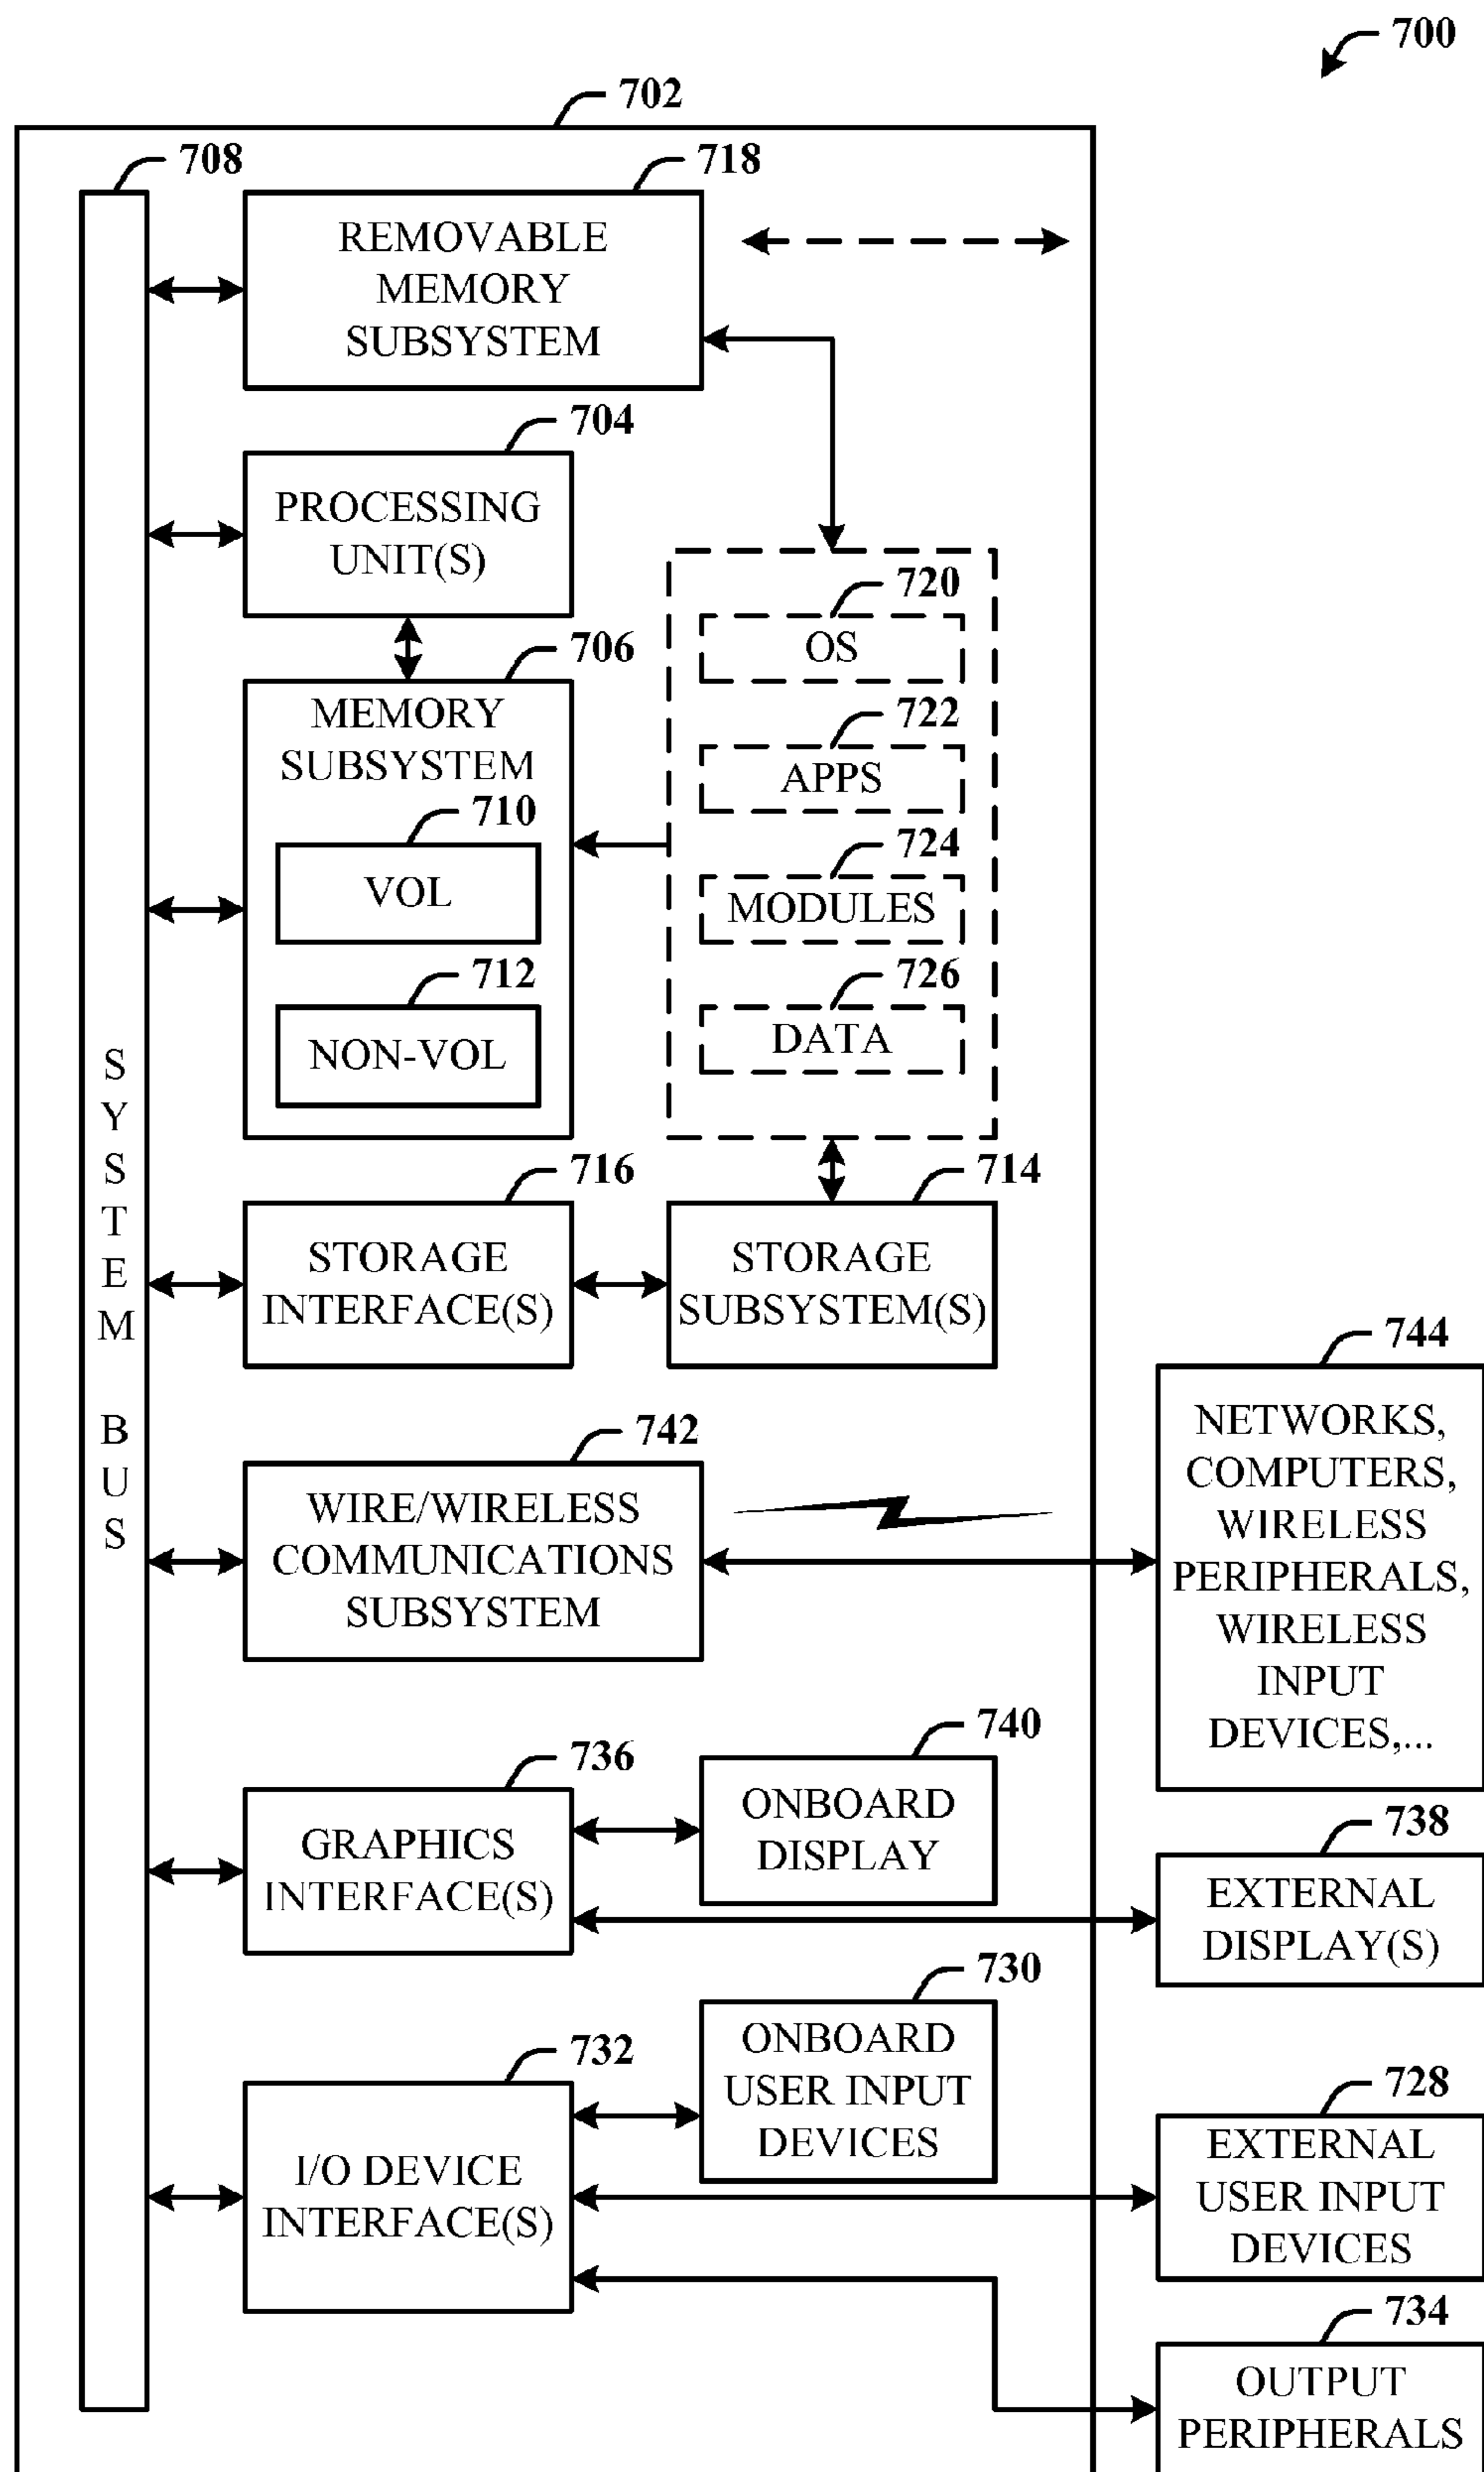 700
702
708
718
REMOVABLE
MEMORY
SUBSYSTEM
704
PROCESSING
UNIT(S)
706
MEMORY
SUBSYSTEM
710
VOL
712
NON-VOL
720
OS
722
APPS
724
MODULES
726
DATA
716
STORAGE
INTERFACE(S)
714
STORAGE
SUBSYSTEM(S)
SYSTEM BUS
742
WIRE/WIRELESS
COMMUNICATIONS
SUBSYSTEM
744
NETWORKS,
COMPUTERS,
WIRELESS
PERIPHERALS,
WIRELESS
INPUT
DEVICES,...
736
GRAPHICS
INTERFACE(S)
740
ONBOARD
DISPLAY
738
EXTERNAL
DISPLAY(S)
732
I/O DEVICE
INTERFACE(S)
730
ONBOARD
USER INPUT
DEVICES
728
EXTERNAL
USER INPUT
DEVICES
734
OUTPUT
PERIPHERALS